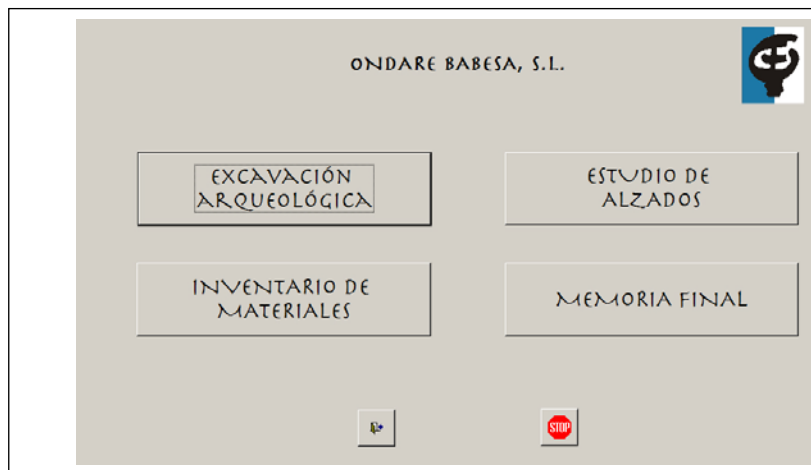 ONDARE BABESA, S.L.
EXCAVACIÓN
ARQUEOLÓGICA
ESTUDIO DE
ALZADOS
INVENTARIO DE
MATERIALES
MEMORIA FINAL
STOP